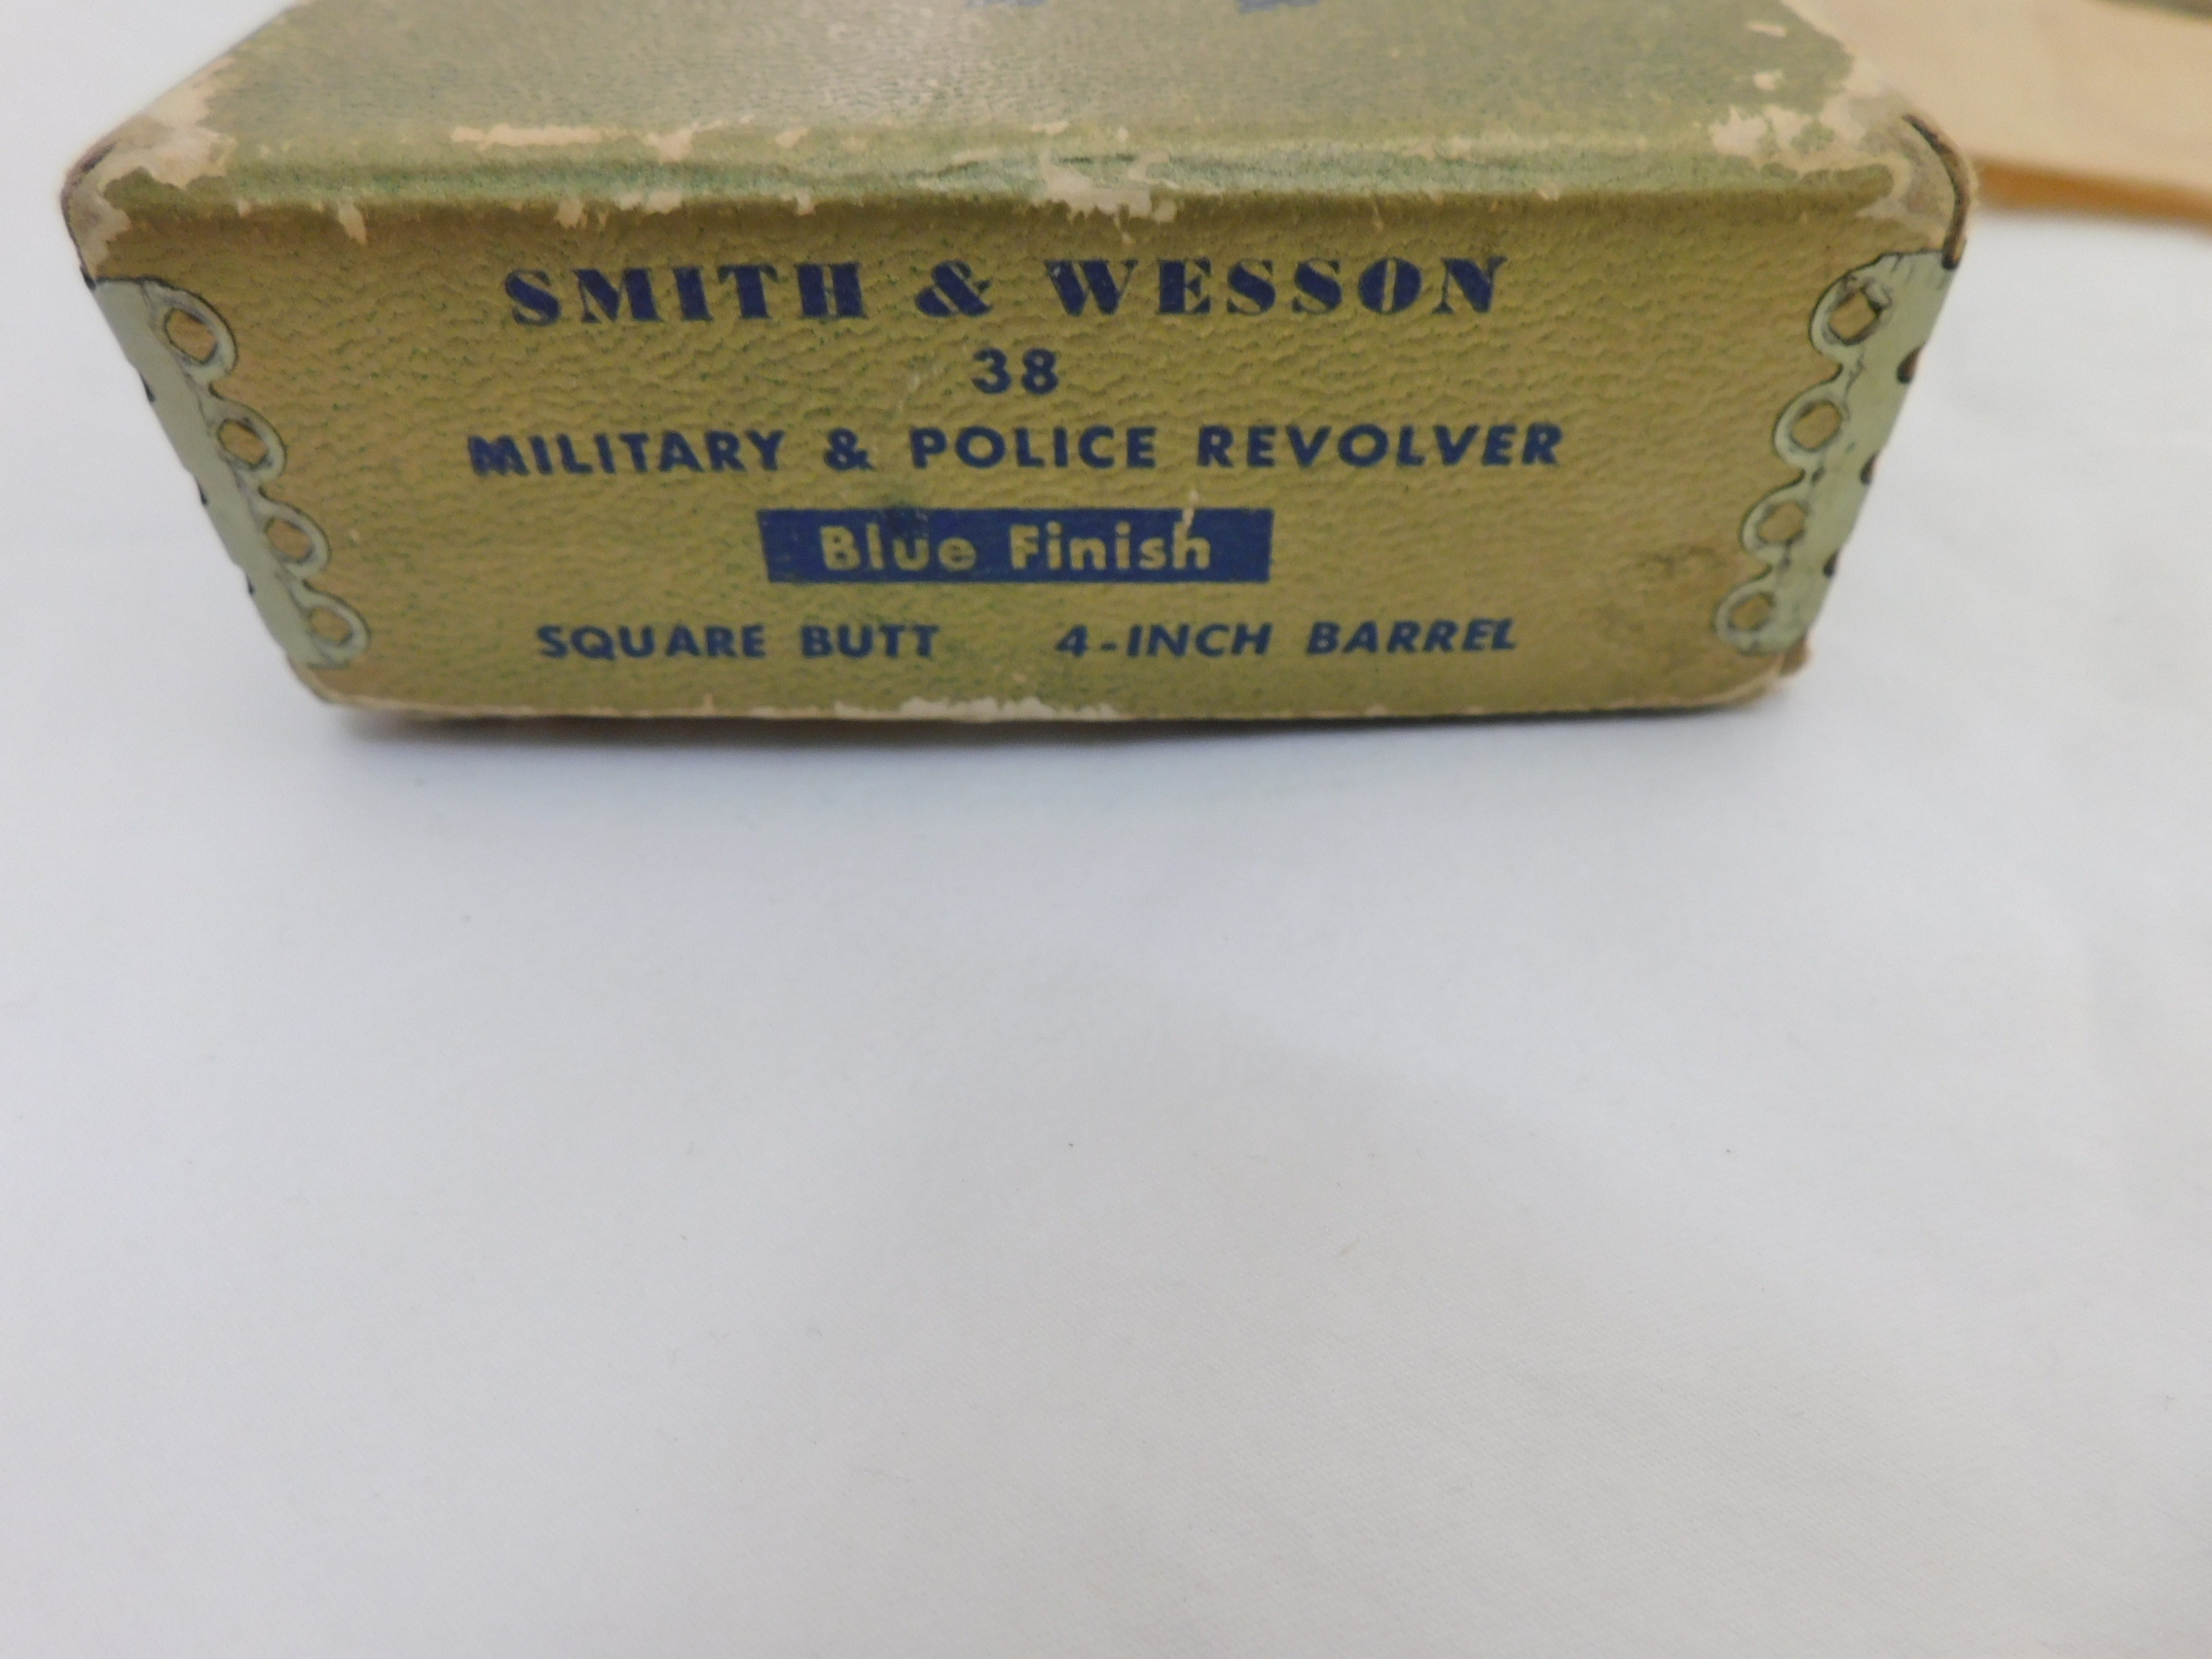 SMITH & WESSON
38
MILITARY & POLICE REVOLVER
Blue Finish
SQUARE BUTT 4-INCH BARREL